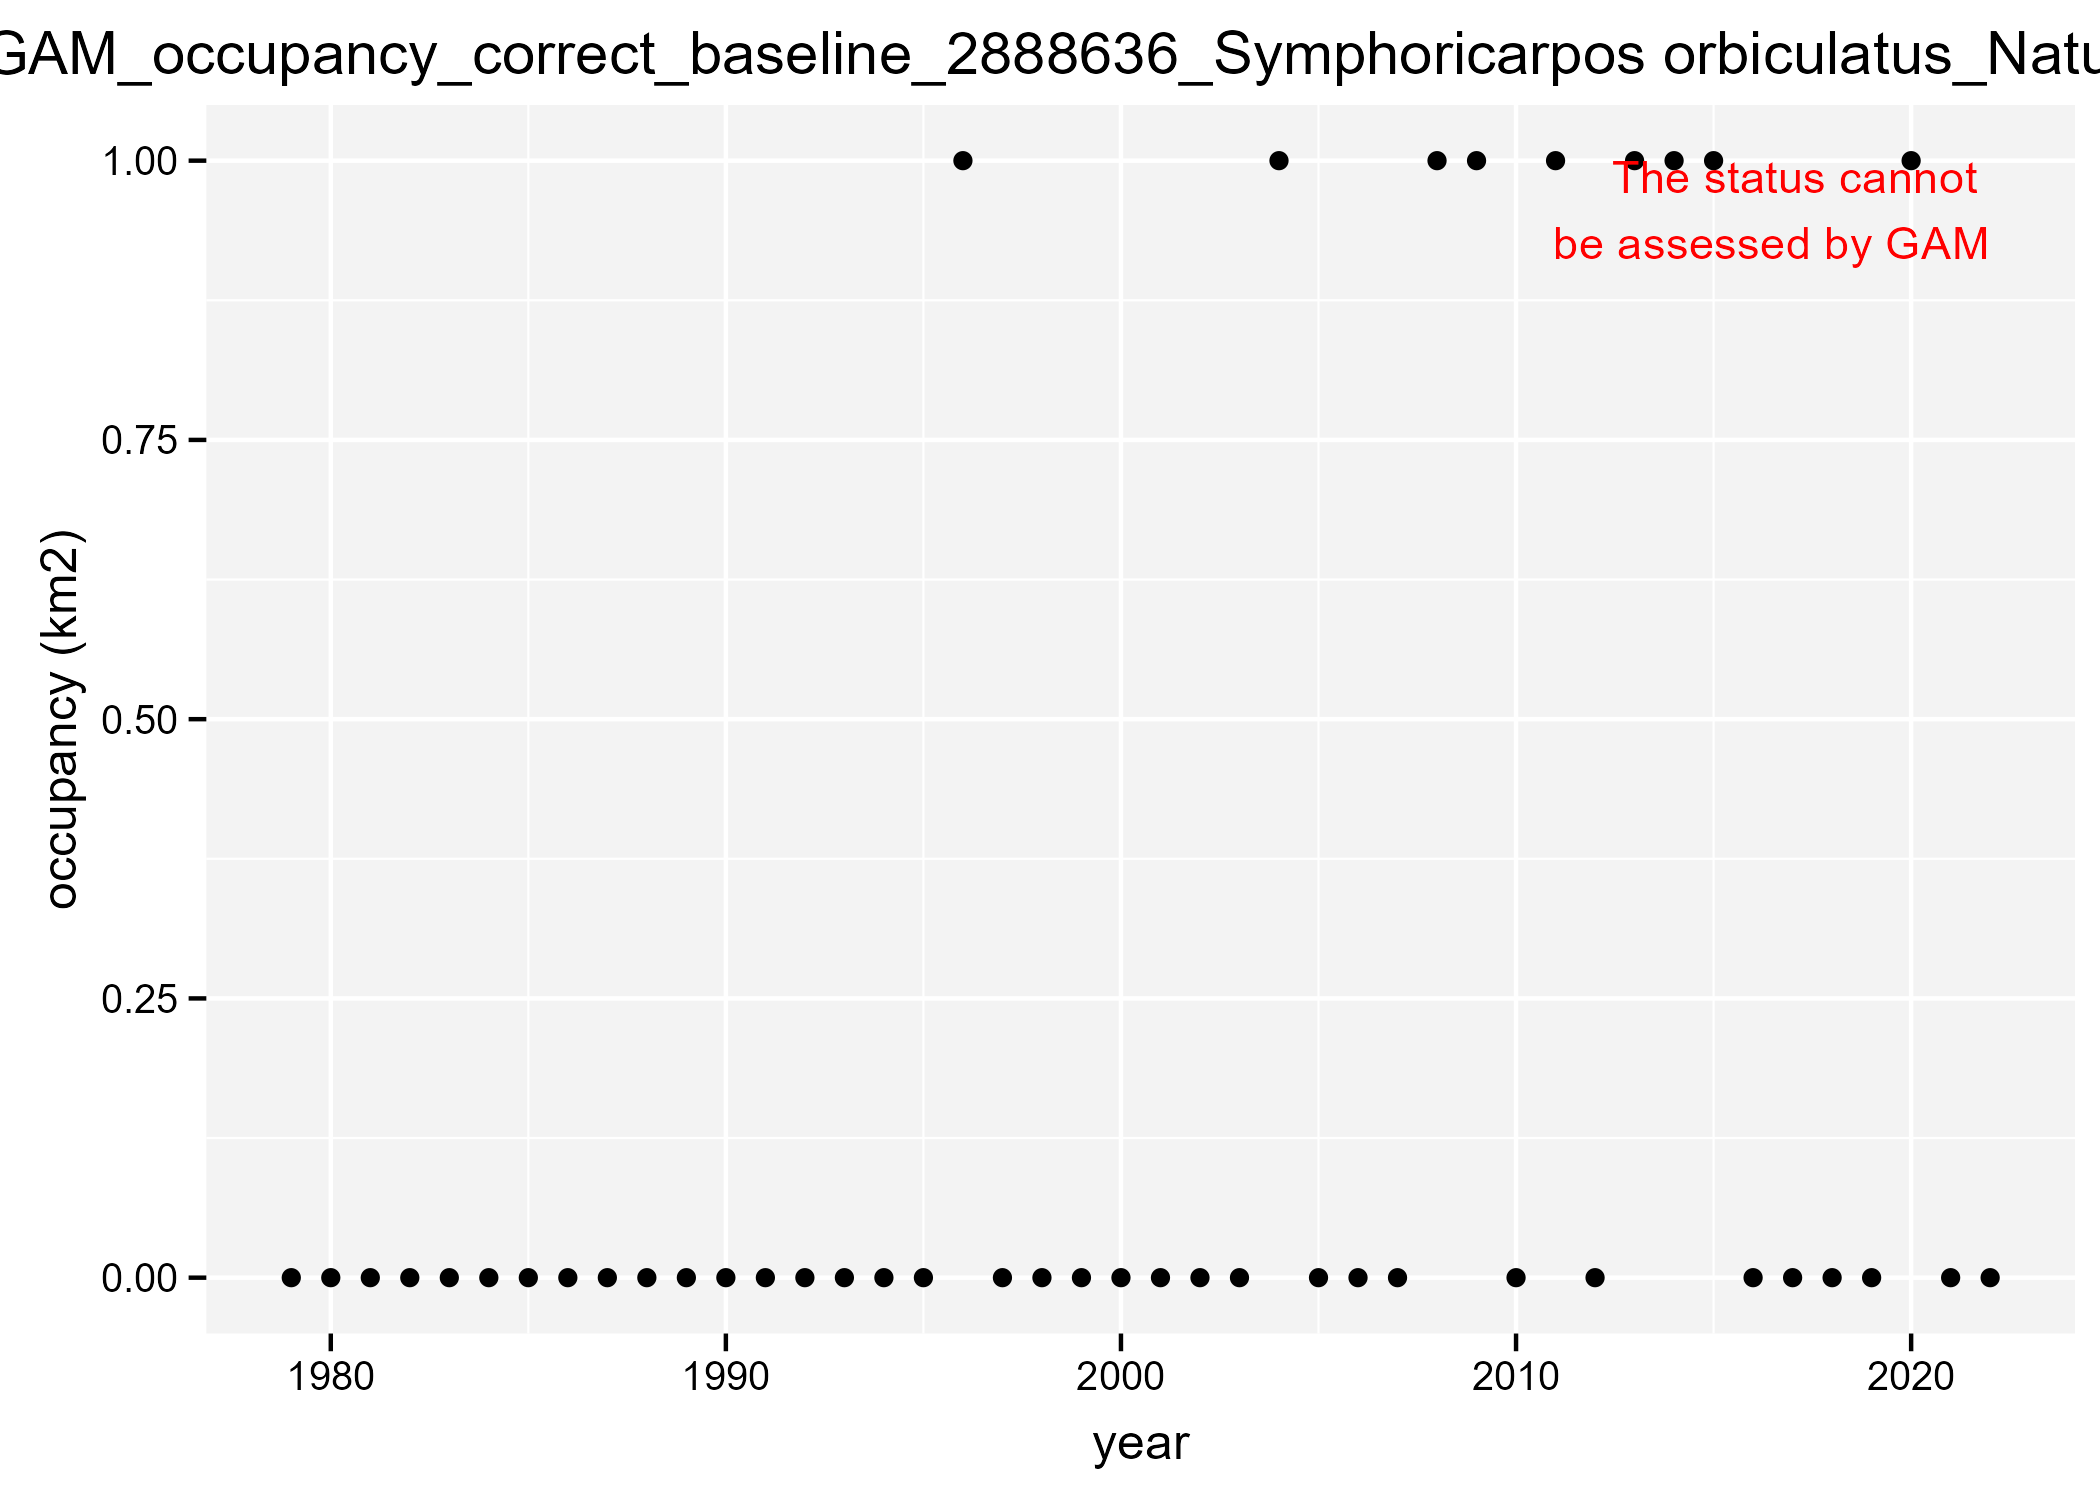 GAM_occupancy_correct_baseline_2888636_Symphoricarpos orbiculatus_Natu
1.00
The status cannot
be assessed by GAM
0.75
0.50
0.25
0.00
occupancy (km2)
1980 1990 2000 2010 2020
year